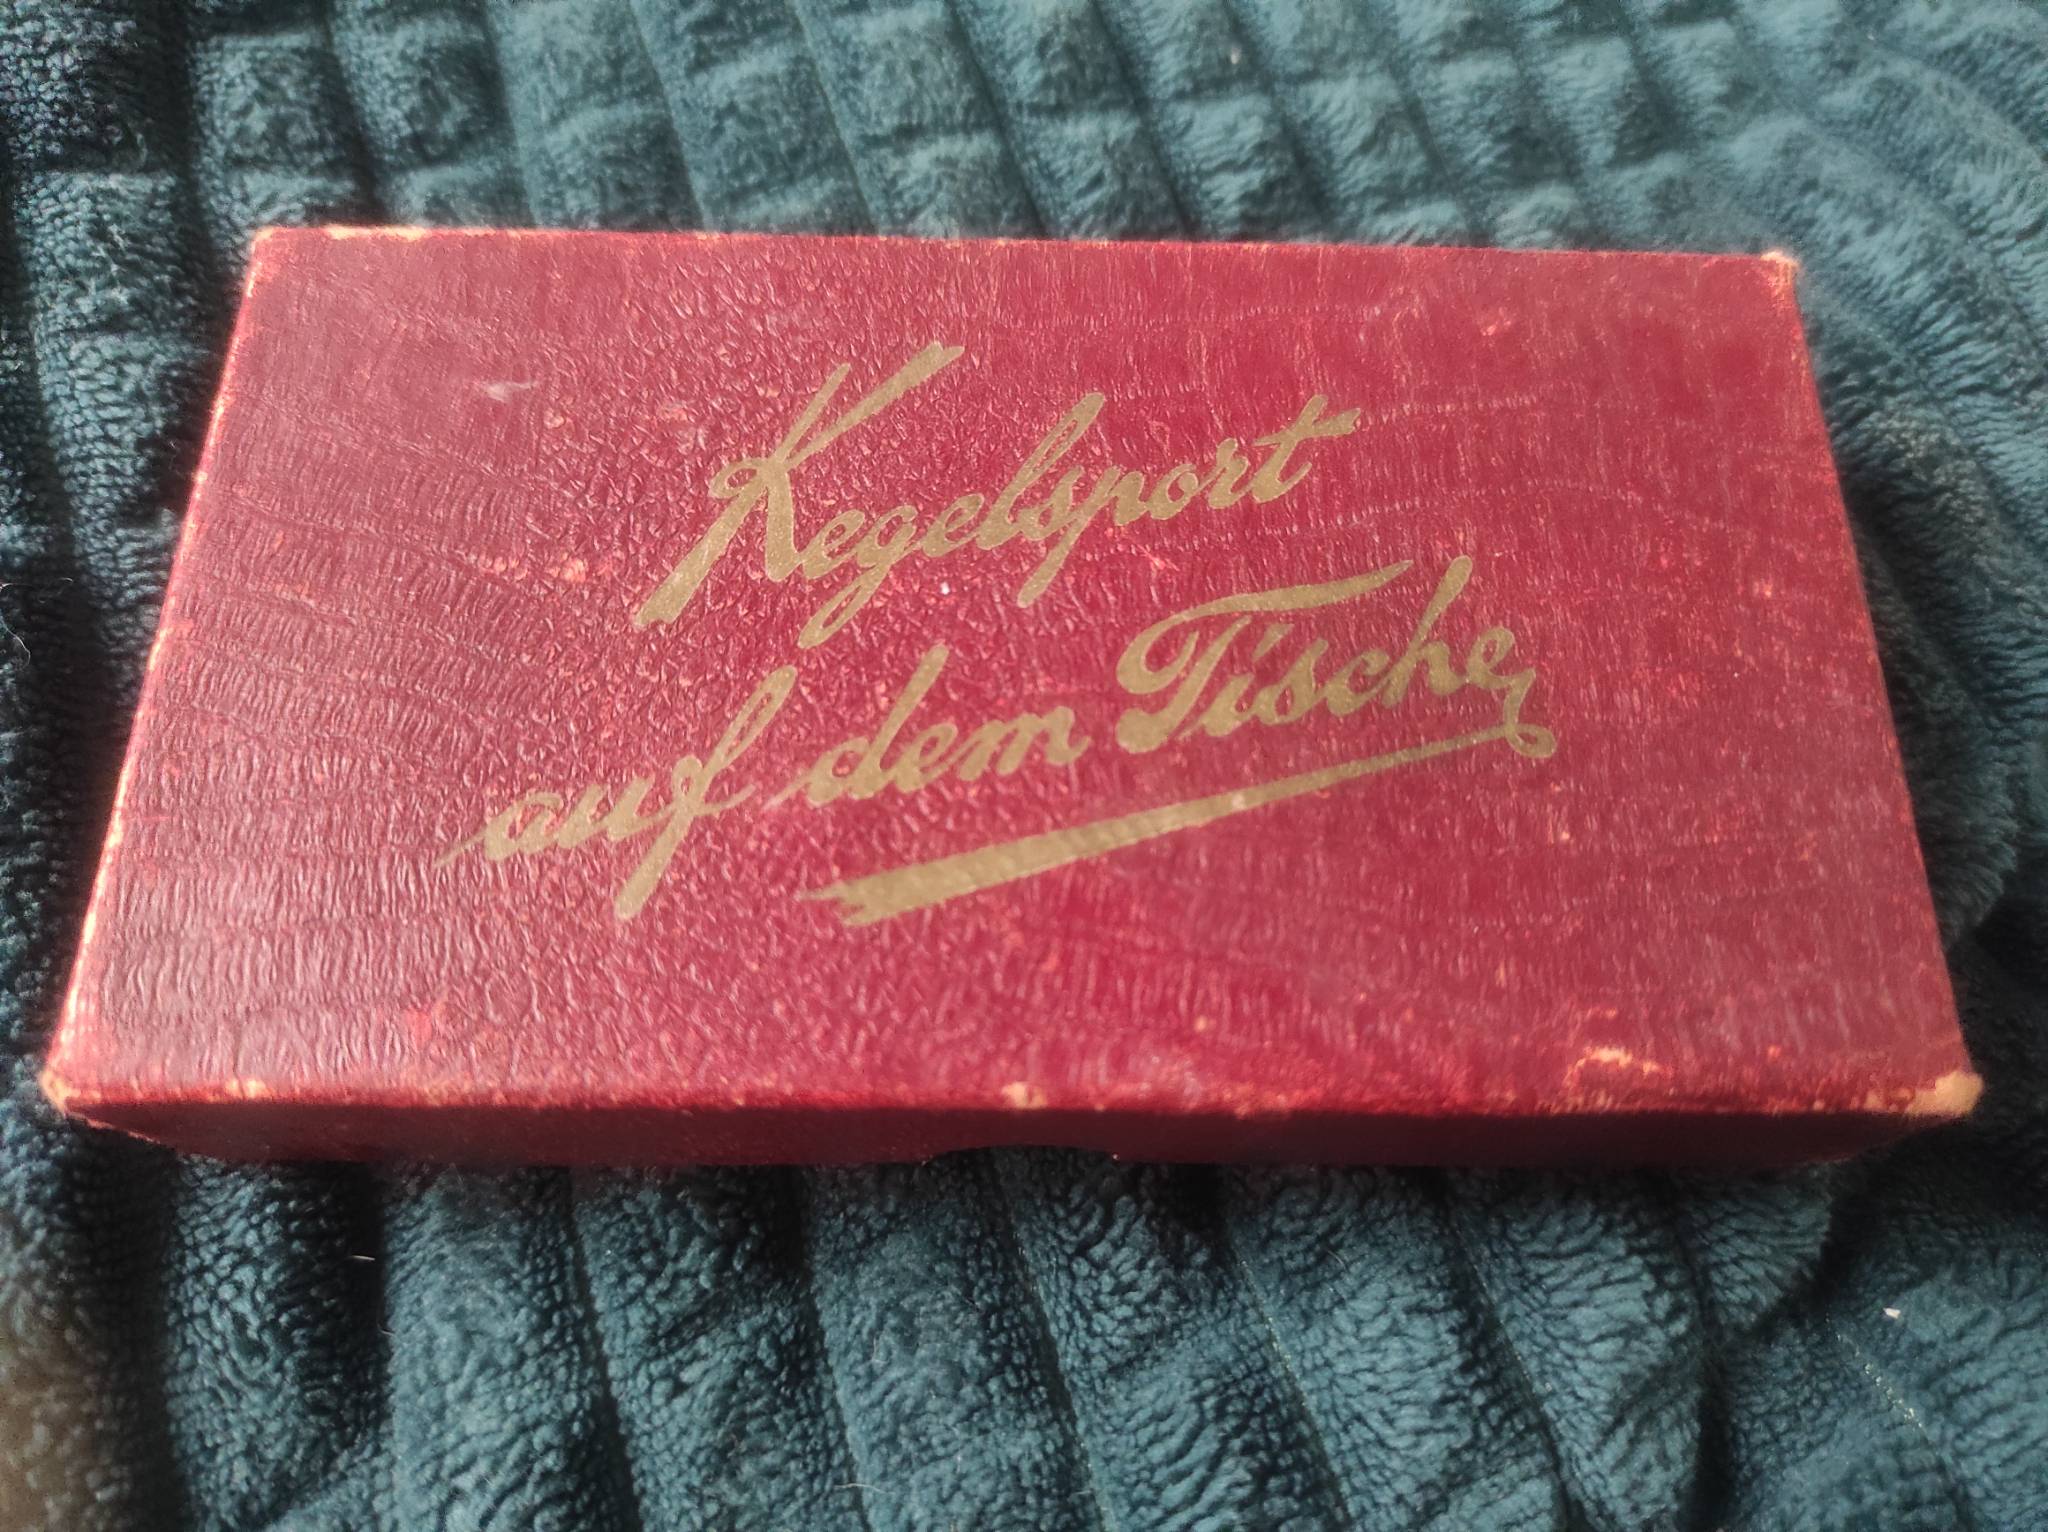 Kegelsport
auf dem Tische